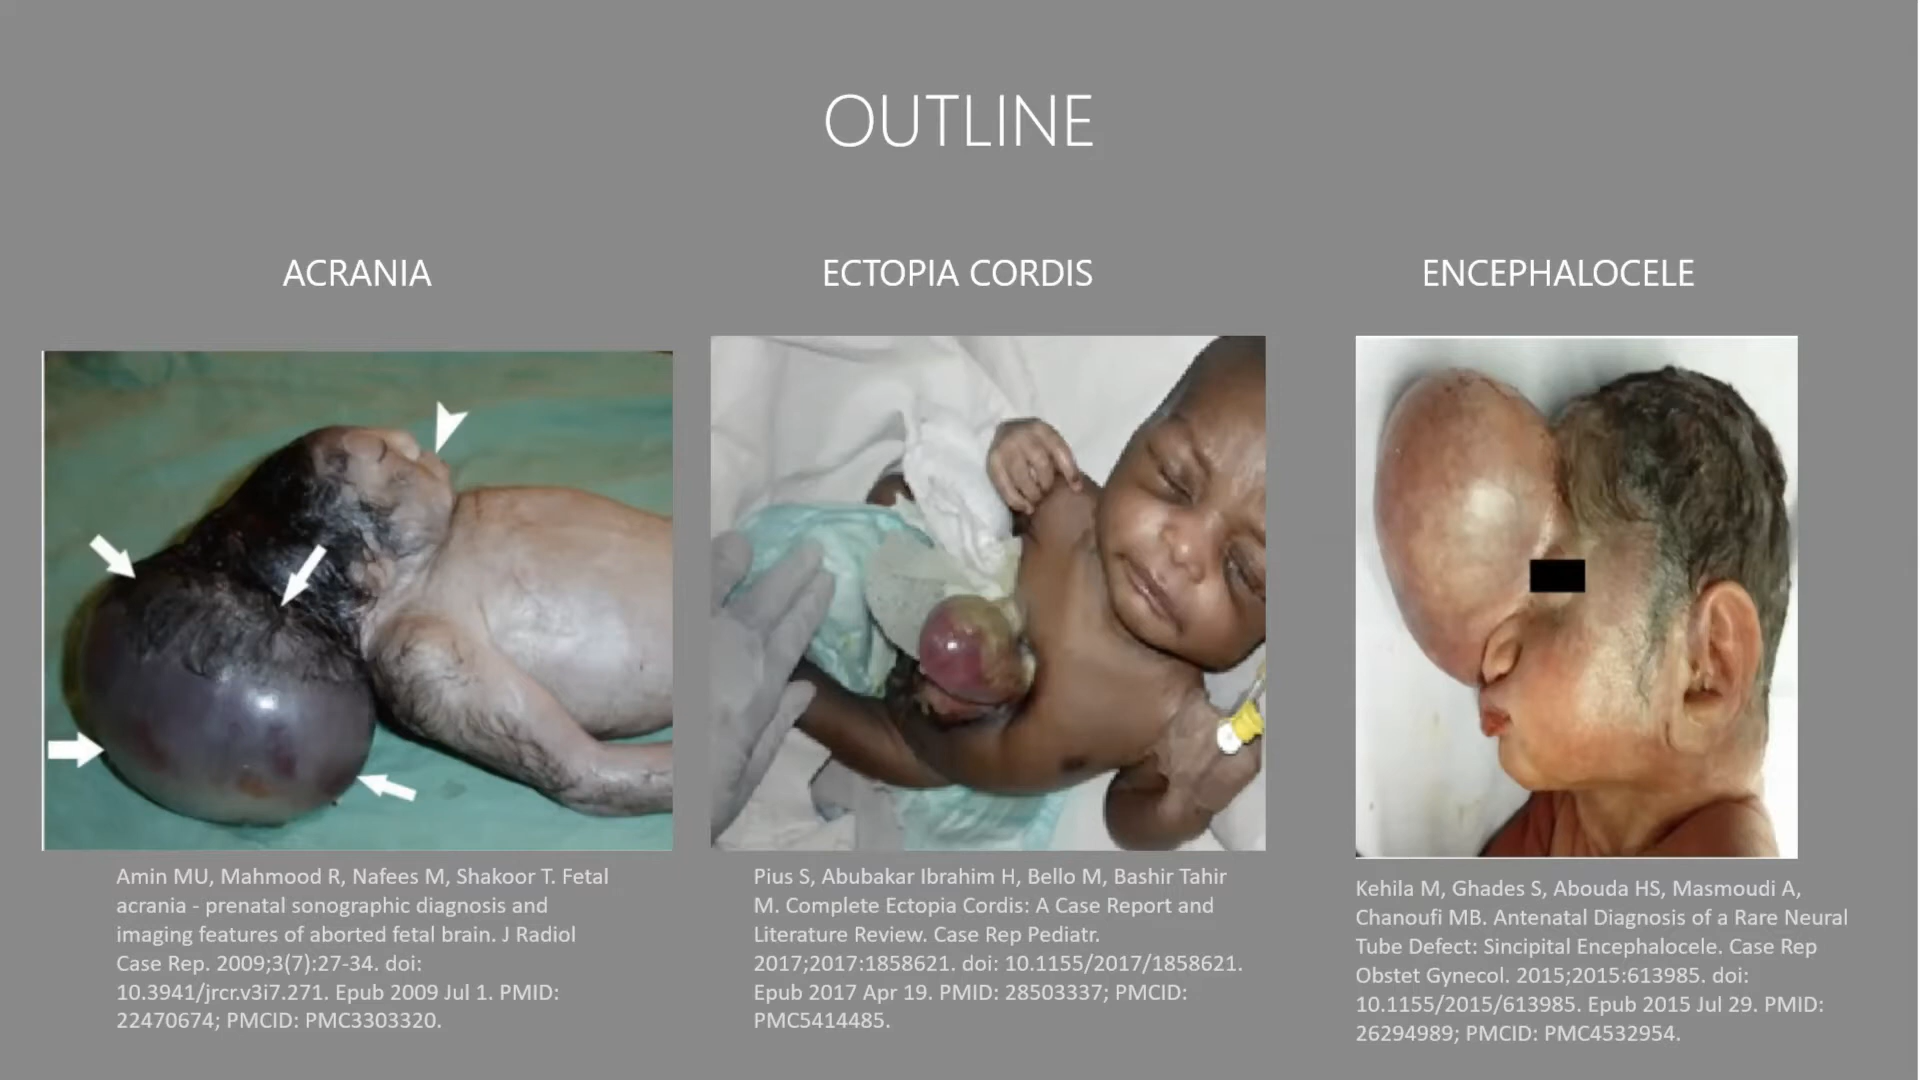 OUTLINE
ACRANIA
ECTOPIA CORDIS
ENCEPHALOCELE
Amin MU, Mahmood R, Nafees M, Shakoor T. Fetal
acrania - prenatal sonographic diagnosis and
imaging features of aborted fetal brain. J Radiol
Case Rep. 2009;3(7):27-34. doi:
10.3941/jrcr.v3i7.271. Epub 2009 Jul 1. PMID:
22470674; PMCID: PMC3303320.
Pius S, Abubakar Ibrahim H, Bello M, Bashir Tahir
M. Complete Ectopia Cordis: A Case Report and
Literature Review. Case Rep Pediatr.
2017;2017:1858621. doi: 10.1155/2017/1858621.
Epub 2017 Apr 19. PMID: 28503337; PMCID:
PMC5414485.
Kehila M, Ghades S, Abouda HS, Masmoudi A,
Chanoufi MB. Antenatal Diagnosis of a Rare Neural
Tube Defect: Sincipital Encephalocele. Case Rep
Obstet Gynecol. 2015;2015:613985. doi:
10.1155/2015/613985. Epub 2015 Jul 29. PMID:
26294989; PMCID: PMC4532954.